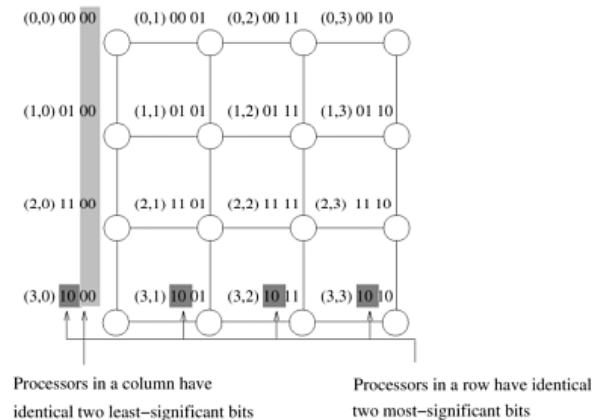 (0,0) 00 00 (0,1) 00 01 (0,2) 00 11 (0,3) 00 10
(1,0) 01 00 (1,1) 01 01 (1,2) 01 11 (1,3) 01 10
(2,0) 11 00 (2,1) 11 01 (2,2) 11 11 (2,3) 11 10
(3,0) 10 00 (3,1) 10 01 (3,2) 10 11 (3,3) 10 10
Processors in a column have
identical two least−significant bits
Processors in a row have identical
two most−significant bits